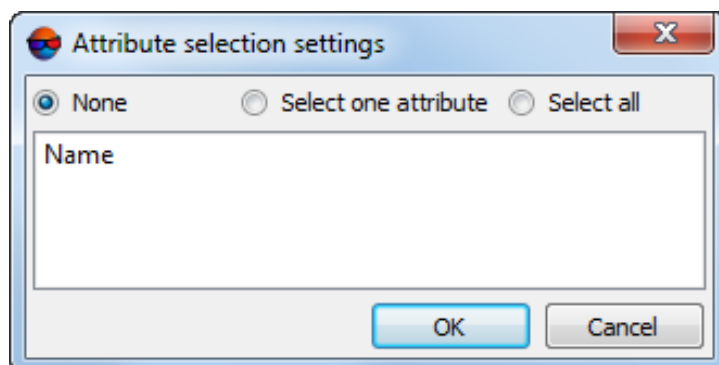 Attribute selection settings
None Select one attribute Select all
Name
OK Cancel